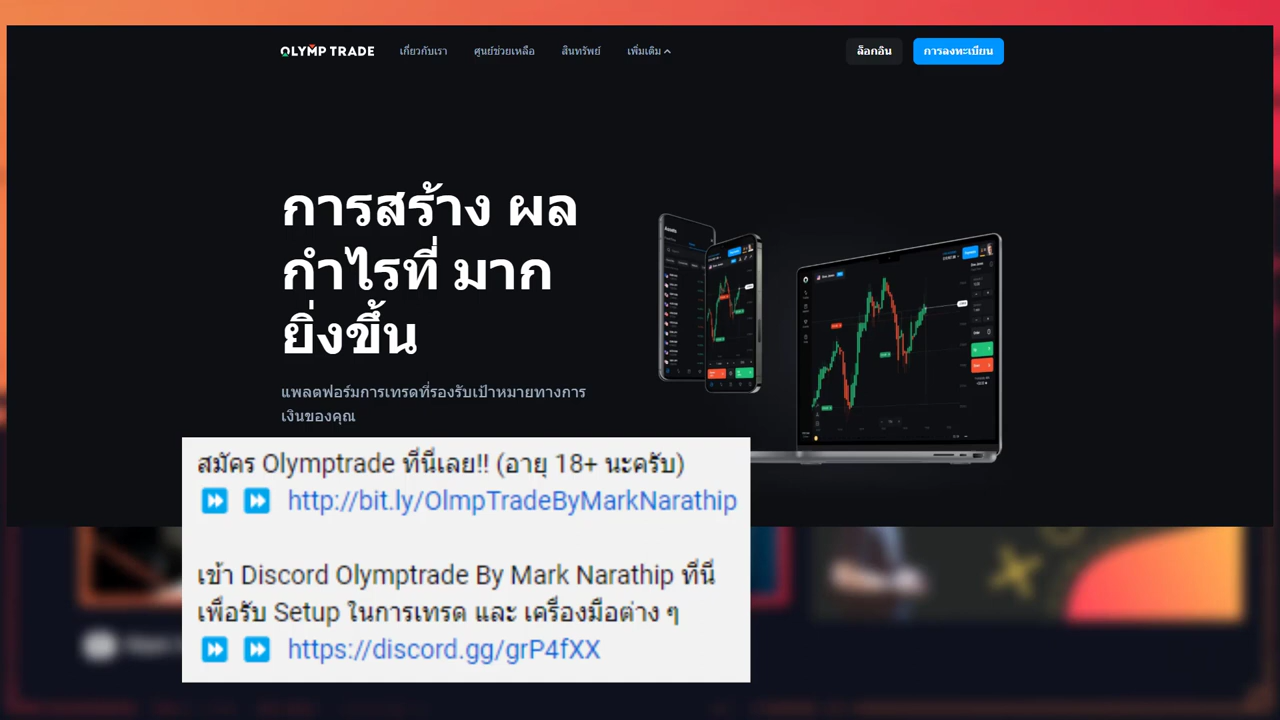 OLYMP TRADE เกี่ยวกับเรา ศูนย์ช่วยเหลือ สินทรัพย์ เพิ่มเติม ล็อกอิน การลงทะเบียน
การสร้าง ผล
กำไรที่ มาก
ยิ่งขึ้น
แพลตฟอร์มการเทรดที่รองรับเป้าหมายทางการ
เงินของคุณ
Assets
สมัคร Olymptrade ที่นี่เลย!! (อายุ 18+ นะครับ)
http://bit.ly/OlmpTradeByMarkNarathip
เข้า Discord Olymptrade By Mark Narathip ที่นี่
เพื่อรับ Setup ในการเทรด และ เครื่องมือต่าง ๆ
https://discord.gg/grP4fXX